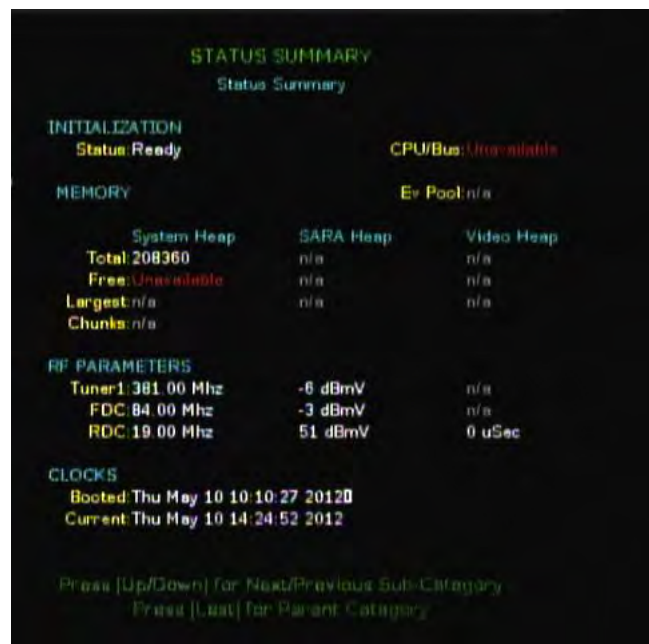 STATUS SUMMARY
Status Summary
INITIALIZATION
Status:Ready CPU/Bus:Unavailable
MEMORY Ev Pool:n/a
System Heap SARA Heap Video Heap
Total:208360 n/a n/a
Free:Unavailable n/a n/a
Largest:n/a n/a n/a
Chunks:n/a
RF PARAMETERS
Tuner1:381.00 Mhz -6 dBmV n/a
FDC:84.00 Mhz -3 dBmV n/a
RDC:19.00 Mhz 51 dBmV 0 uSec
CLOCKS
Booted:Thu May 10 10:10:27 2012
Current:Thu May 10 14:24:52 2012
Press [Up/Down] for Next/Previous Sub-Category
Press [Last] for Parent Category